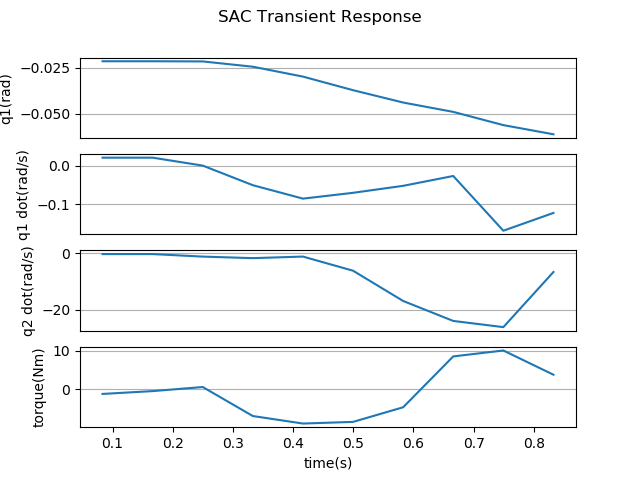 SAC Transient Response
−0.025
−0.050
q1(rad)
0.0
−0.1
q1 dot(rad/s)
0
−20
q2 dot(rad/s)
10
0
torque(Nm)
0.1 0.2 0.3 0.4 0.5 0.6 0.7 0.8
time(s)